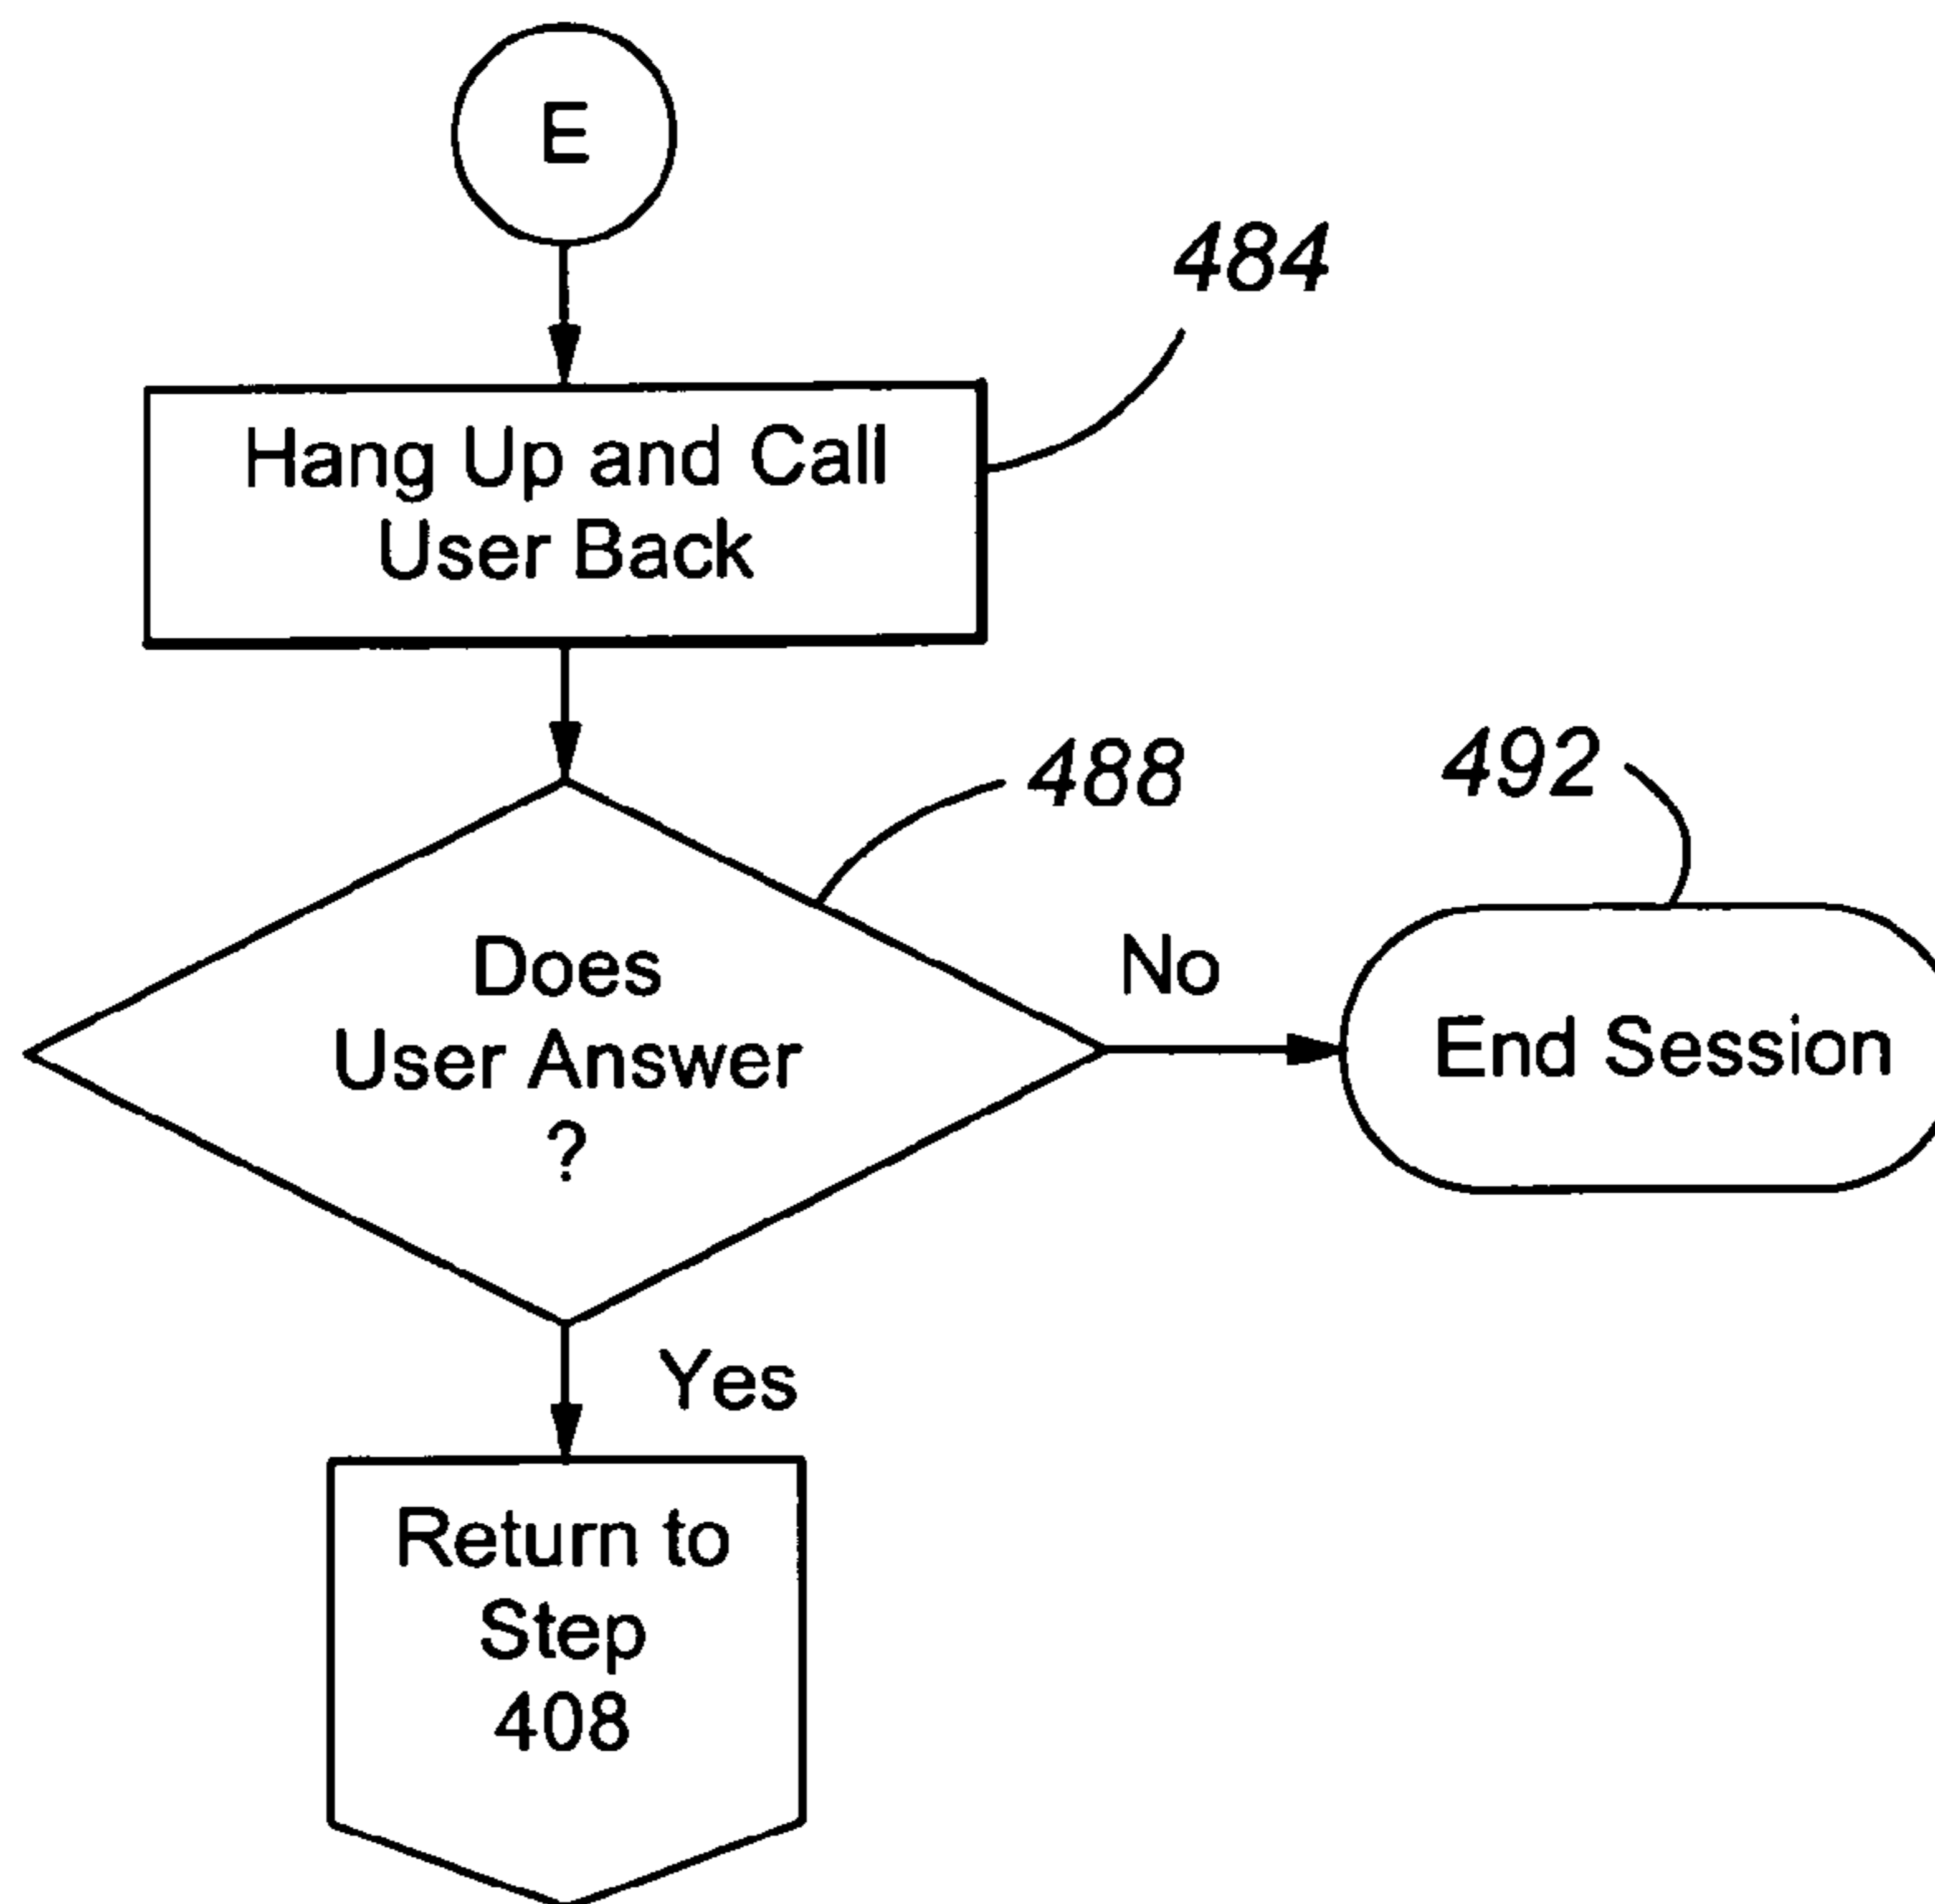 E
484
Hang Up and Call
User Back
488
492
Does
User Answer
?
No
End Session
Yes
Return to
Step
408